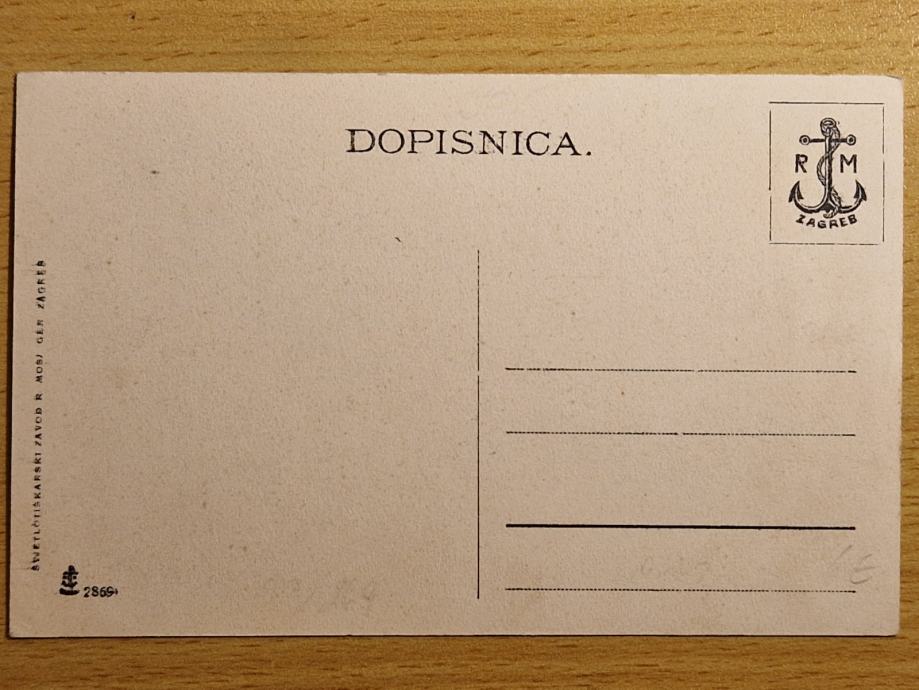 DOPISNICA.
R M
ZAGREB
SVJETLOTISKARSKI ZAVOD R. MOSINGER ZAGREB
2869